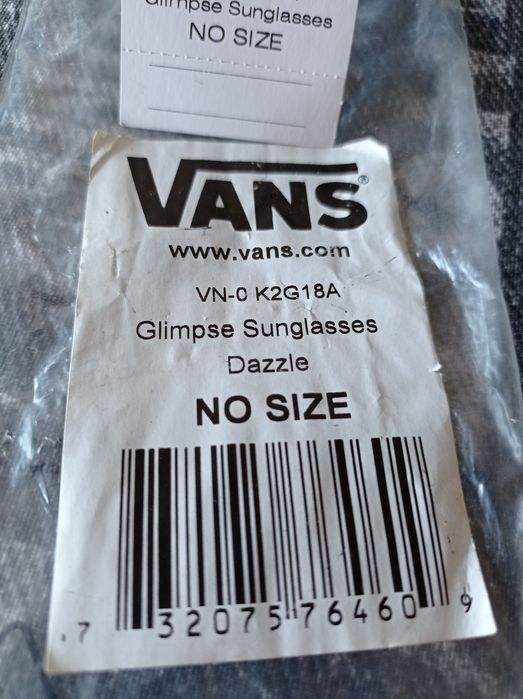 Glimpse Sunglasses
NO SIZE
VANS®
www.vans.com
VN-0 K2G18A
Glimpse Sunglasses
Dazzle
NO SIZE
7 32075 76460 9